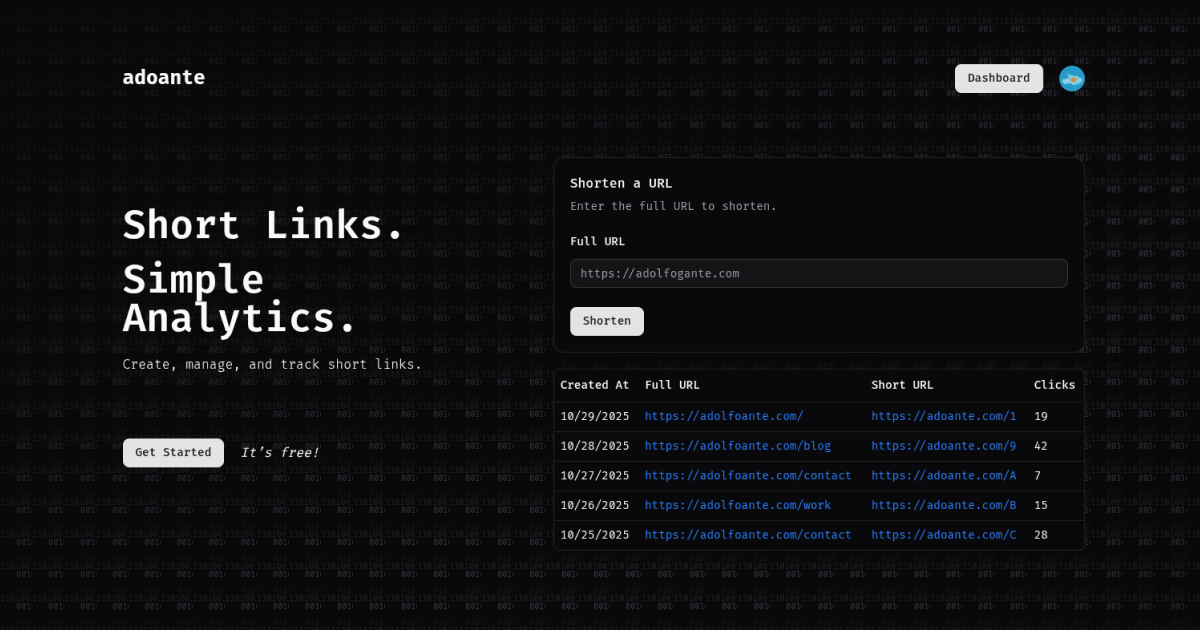 adoante
Dashboard
Short Links.
Simple
Analytics.
Create, manage, and track short links.
Get Started It's free!
Shorten a URL
Enter the full URL to shorten.
Full URL
https://adolfogante.com
Shorten
Created At Full URL Short URL Clicks
10/29/2025 https://adolfoante.com/ https://adoante.com/1 19
10/28/2025 https://adolfoante.com/blog https://adoante.com/9 42
10/27/2025 https://adolfoante.com/contact https://adoante.com/A 7
10/26/2025 https://adolfoante.com/work https://adoante.com/B 15
10/25/2025 https://adolfoante.com/contact https://adoante.com/C 28